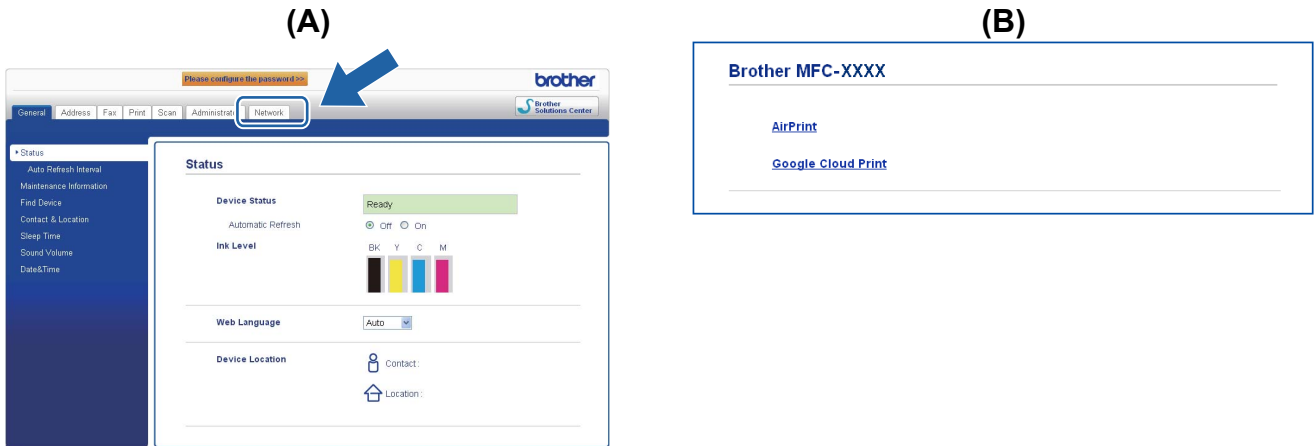 (A)
Please configure the password >>
brother
General Address Fax Print Scan Administrator Network
Brother
Solutions Center
Status
Auto Refresh Interval
Maintenance Information
Find Device
Contact & Location
Sleep Time
Sound Volume
Date&Time
Status
Device Status Ready
Automatic Refresh Off On
Ink Level BK Y C M
Web Language Auto
Device Location Contact :
Location :
(B)
Brother MFC-XXXX
AirPrint
Google Cloud Print